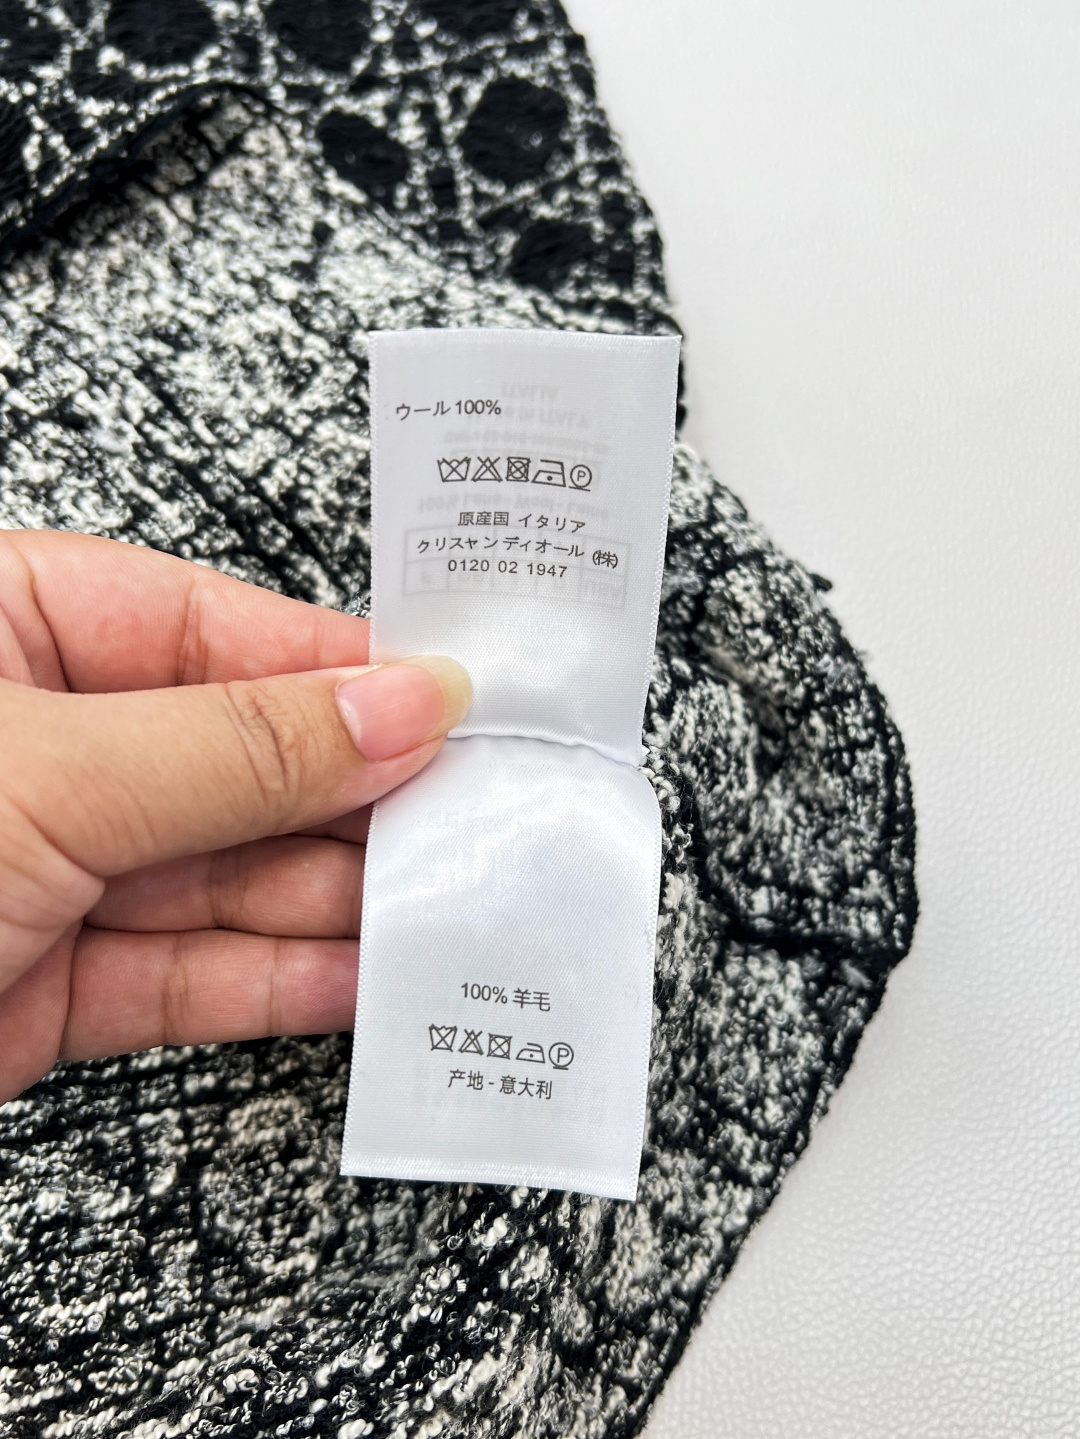 ウール 100%
P
原産国 イタリア
クリスチャン ディオール ㈱
0120 02 1947
100% 羊毛
P
产地 - 意大利